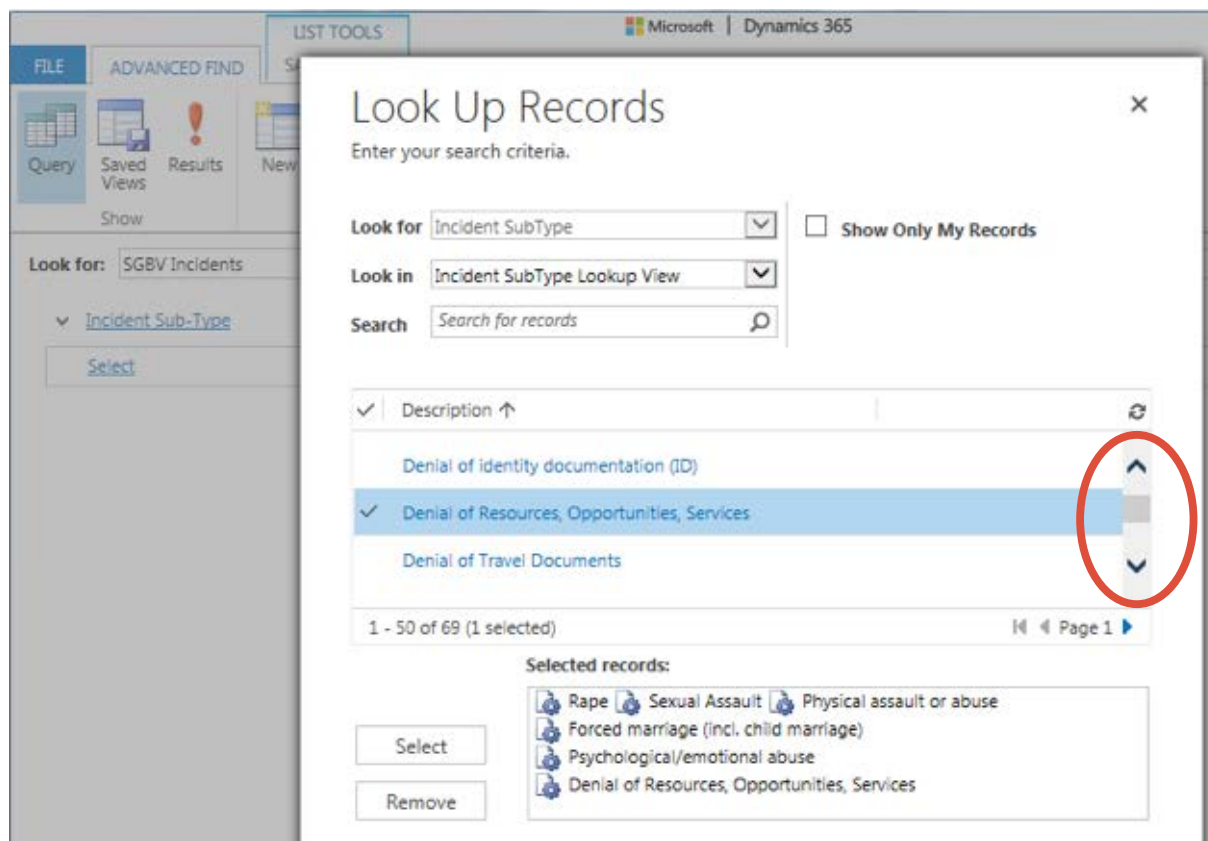 LIST TOOLS
Microsoft | Dynamics 365
FILE
ADVANCED FIND
Query
Saved Views
Results
New
Show
Look for: SGBV Incidents
Incident Sub-Type
Select
Look Up Records
Enter your search criteria.
Look for Incident SubType
Show Only My Records
Look in Incident SubType Lookup View
Search Search for records
Description
Denial of identity documentation (ID)
Denial of Resources, Opportunities, Services
Denial of Travel Documents
1 - 50 of 69 (1 selected)
Page 1
Selected records:
Rape Sexual Assault Physical assault or abuse
Forced marriage (incl. child marriage)
Psychological/emotional abuse
Denial of Resources, Opportunities, Services
Select
Remove